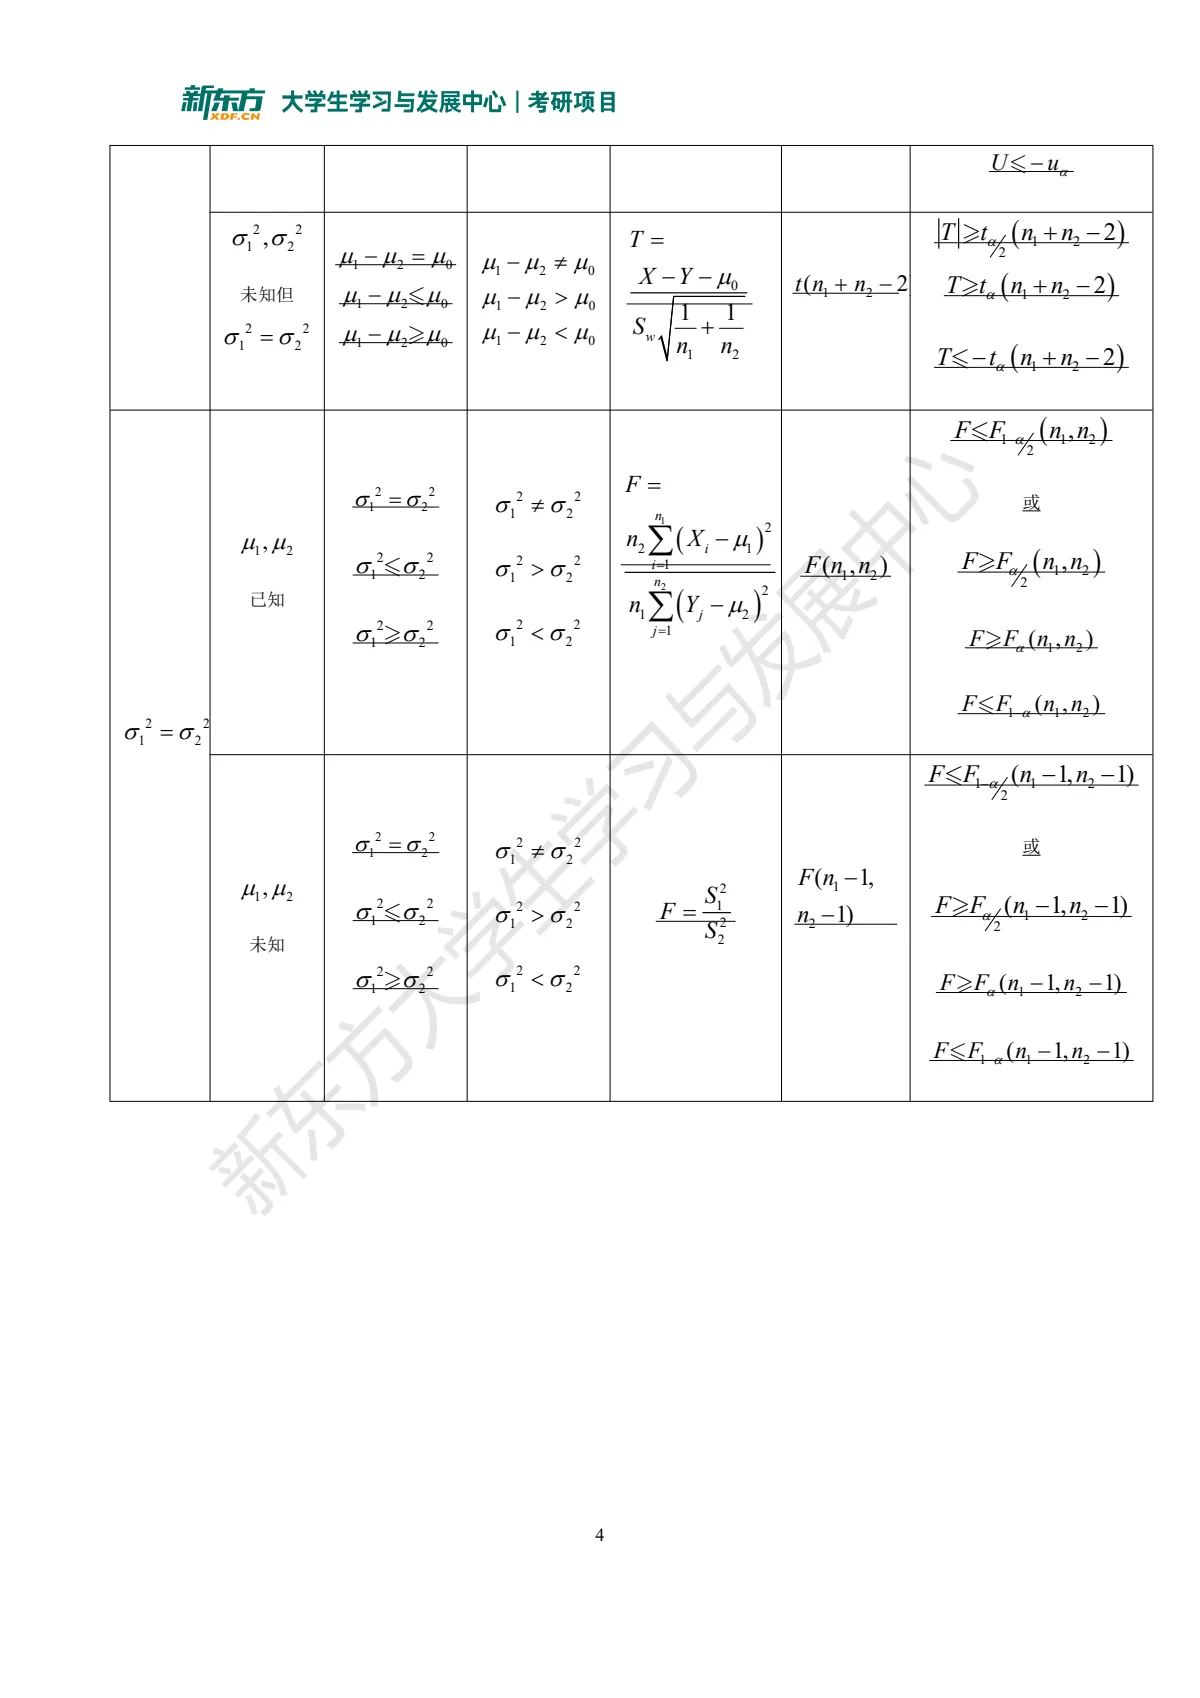 新东方 XDF.CN 大学生学习与发展中心 | 考研项目
U⩽−u_α
σ₁²,σ₂²
未知但
σ₁²=σ₂²
μ₁−μ₂=μ₀
μ₁−μ₂⩽μ₀
μ₁−μ₂⩾μ₀
μ₁−μ₂≠μ₀
μ₁−μ₂>μ₀
μ₁−μ₂<μ₀
T=
(X−Y−μ₀)/(S_w√(1/n₁+1/n₂))
t(n₁+n₂−2
|T|⩾t_{α/2}(n₁+n₂−2)
T⩾t_α(n₁+n₂−2)
T⩽−t_α(n₁+n₂−2)
σ₁²=σ₂²
μ₁,μ₂
已知
σ₁²=σ₂²
σ₁²⩽σ₂²
σ₁²⩾σ₂²
σ₁²≠σ₂²
σ₁²>σ₂²
σ₁²<σ₂²
F=
n₂∑_{i=1}^{n₁}(X_i−μ₁)²
n₁∑_{j=1}^{n₂}(Y_j−μ₂)²
F(n₁,n₂)
F⩽F_{1−α/2}(n₁,n₂)
或
F⩾F_{α/2}(n₁,n₂)
F⩾F_α(n₁,n₂)
F⩽F_{1−α}(n₁,n₂)
μ₁,μ₂
未知
σ₁²=σ₂²
σ₁²⩽σ₂²
σ₁²⩾σ₂²
σ₁²≠σ₂²
σ₁²>σ₂²
σ₁²<σ₂²
F=S₁²/S₂²
F(n₁−1,
n₂−1)
F⩽F_{1−α/2}(n₁−1,n₂−1)
或
F⩾F_{α/2}(n₁−1,n₂−1)
F⩾F_α(n₁−1,n₂−1)
F⩽F_{1−α}(n₁−1,n₂−1)
新东方大学生学习与发展中心
4